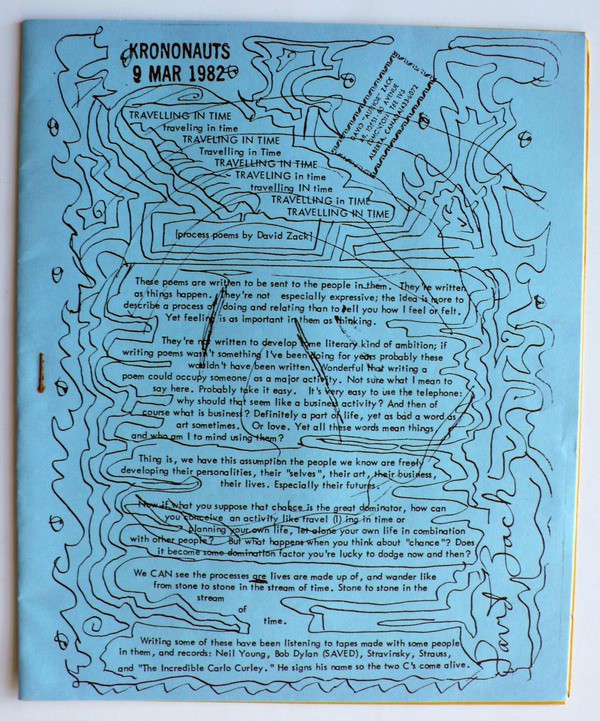 KRONONAUTS
9 MAR 1982
TRAVELLING IN TIME
traveling in time
TRAVELING IN TIME
Travelling in Time
TRAVELLING IN TIME
TRAVELING in time
travelling IN time
TRAVELLING in TIME
TRAVELLING IN TIME
DAVID ZACK
ALBERTA, CANADA
(process poems by David Zack)
These poems are written to be sent to the people in them. They're written
as things happen. They're not especially expressive; the idea is more to
describe a process of doing and relating than to tell you how I feel or felt.
Yet feeling is as important in them as thinking.
They're not written to develop some literary kind of ambition; if
writing poems wasn't something I've been doing for years probably these
wouldn't have been written. Wonderful that writing a
poem could occupy someone as a major activity. Not sure what I mean to
say here. Probably take it easy. It's very easy to use the telephone:
why should that seem like a business activity? And then of
course what is business? Definitely a part of life, yet as bad a word as
art sometimes. Or love. Yet all these words mean things
and who am I to mind using them?
Thing is, we have this assumption the people we know are freely
developing their personalities, their "selves", their art, their business,
their lives. Especially their futures.
Now if what you suppose that chance is the great dominator, how can
you conceive an activity like travel (l) ing in time or
planning your own life, let alone your own life in combination
with other people? But what happens when you think about "chance"? Does
it become some domination factor you're lucky to dodge now and then?
We CAN see the processes are lives are made up of, and wander like
from stone to stone in the stream of time. Stone to stone in the
stream
of
time.
Writing some of these have been listening to tapes made with some people
in them, and records: Neil Young, Bob Dylan (SAVED), Stravinsky, Strauss,
and "The Incredible Carlo Curley." He signs his name so the two C's come alive.
David Zack